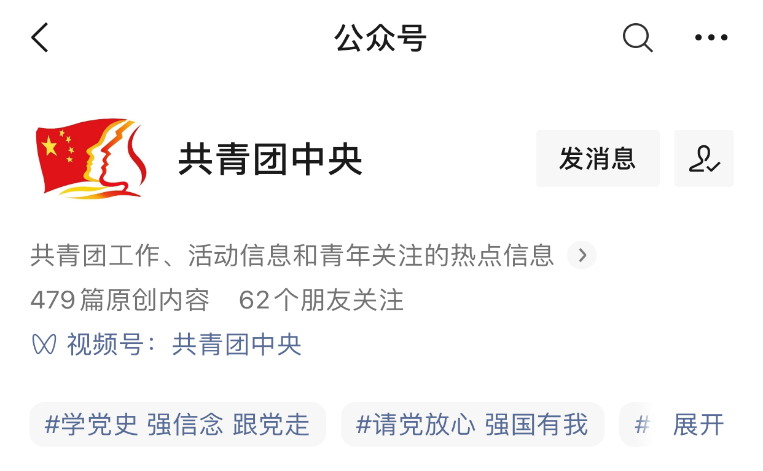 公众号
共青团中央
发消息
共青团工作、活动信息和青年关注的热点信息
479篇原创内容 62个朋友关注
视频号：共青团中央
#学党史 强信念 跟党走 #请党放心 强国有我 # 展开